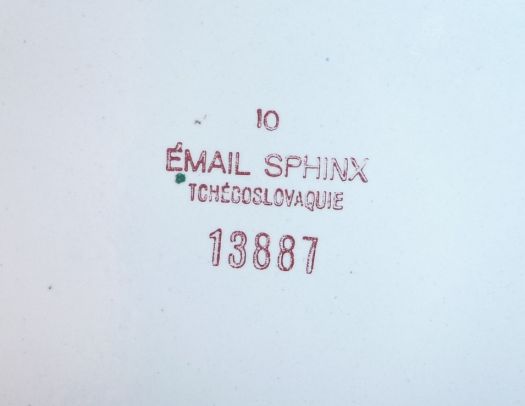 10
ÉMAIL SPHINX
TCHÉCOSLOVAQUIE
13887